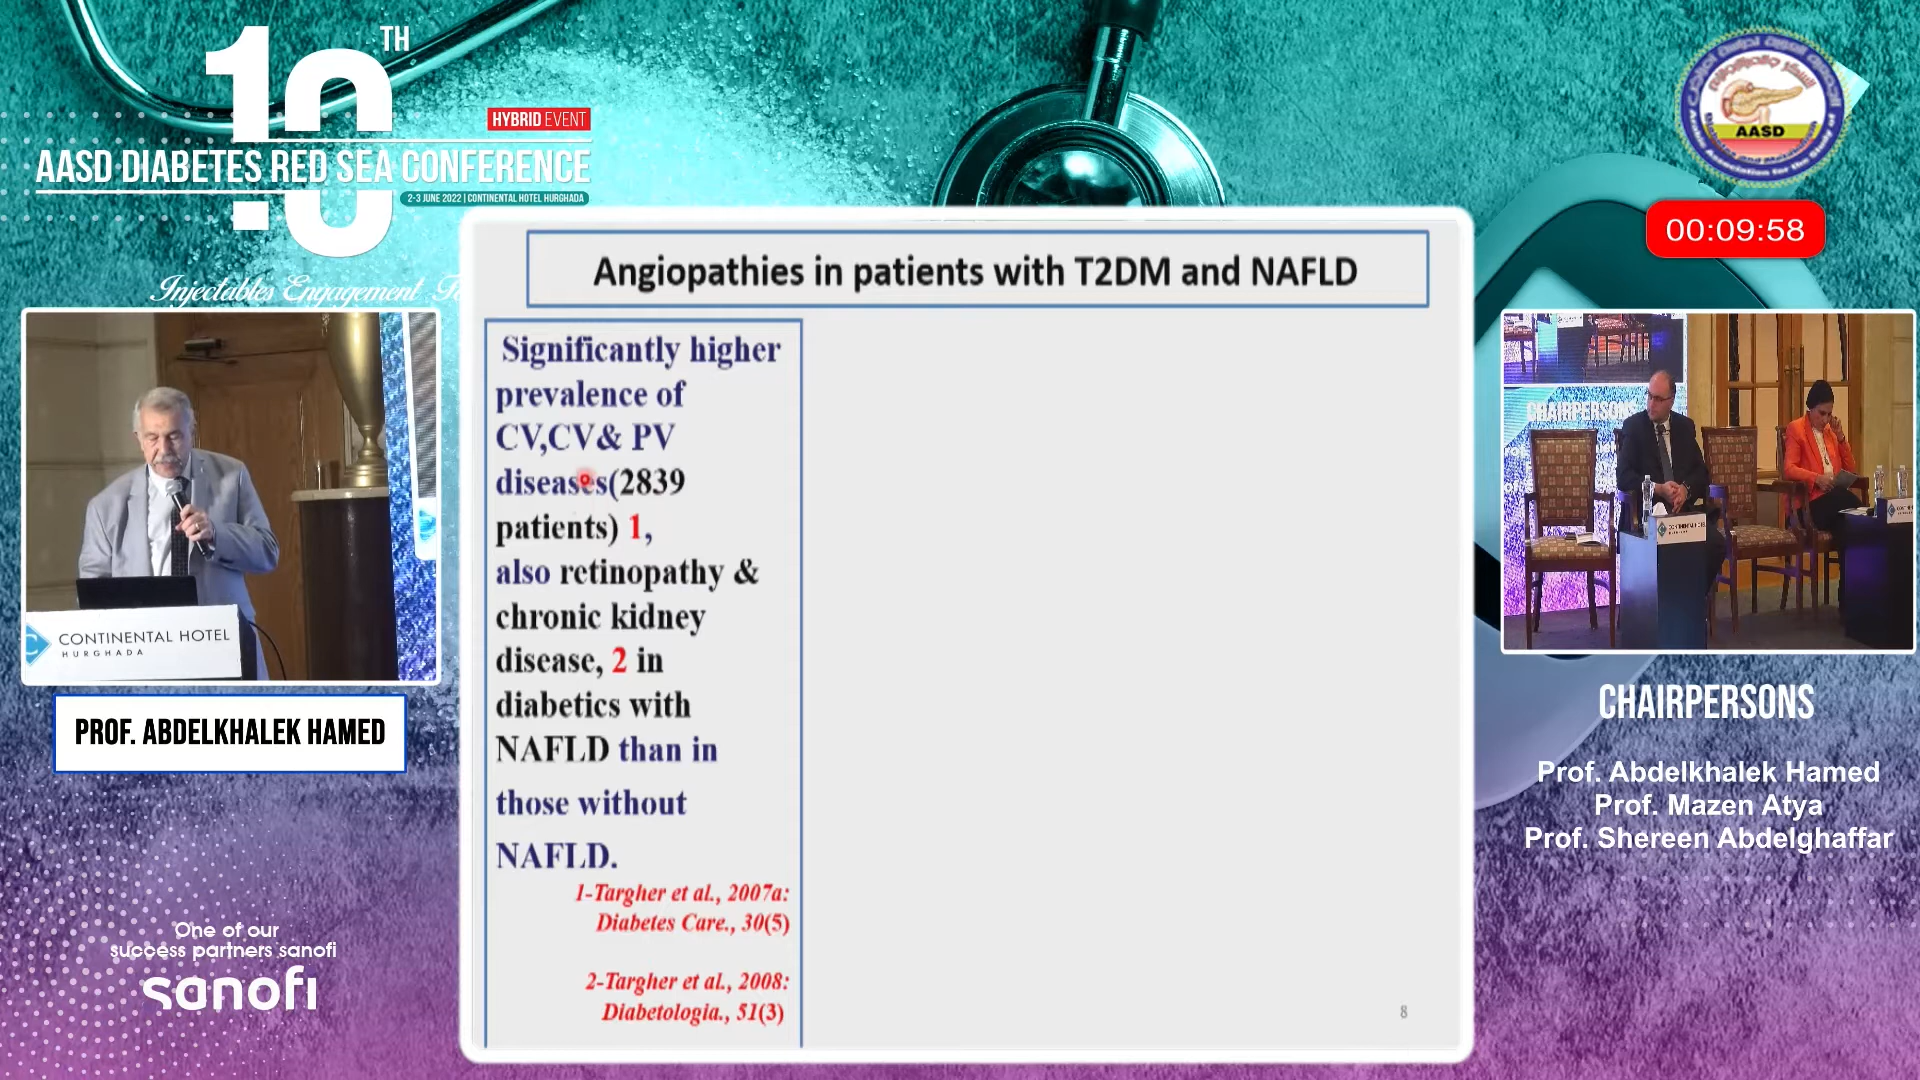 10TH
HYBRID EVENT
AASD DIABETES RED SEA CONFERENCE
2-3 JUNE 2022 | CONTINENTAL HOTEL HURGHADA
Injectables Engagement
AASD
00:09:58
Angiopathies in patients with T2DM and NAFLD
Significantly higher
prevalence of
CV,CV& PV
diseases(2839
patients) 1,
also retinopathy &
chronic kidney
disease, 2 in
diabetics with
NAFLD than in
those without
NAFLD.
1-Targher et al., 2007a:
Diabetes Care., 30(5)
2-Targher et al., 2008:
Diabetologia., 51(3)
8
CONTINENTAL HOTEL
HURGHADA
PROF. ABDELKHALEK HAMED
One of our
success partners sanofi
sanofi
CHAIRPERSONS
CONTINENTAL HOTEL
CHAIRPERSONS
Prof. Abdelkhalek Hamed
Prof. Mazen Atya
Prof. Shereen Abdelghaffar